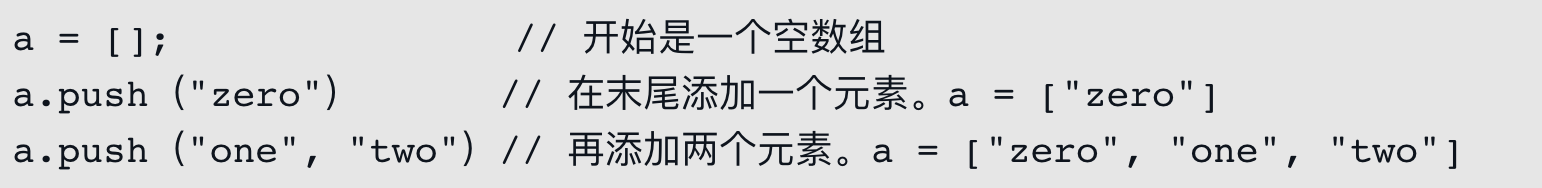 a = [];               // 开始是一个空数组
a.push ("zero")       // 在末尾添加一个元素。a = ["zero"]
a.push ("one", "two") // 再添加两个元素。a = ["zero", "one", "two"]